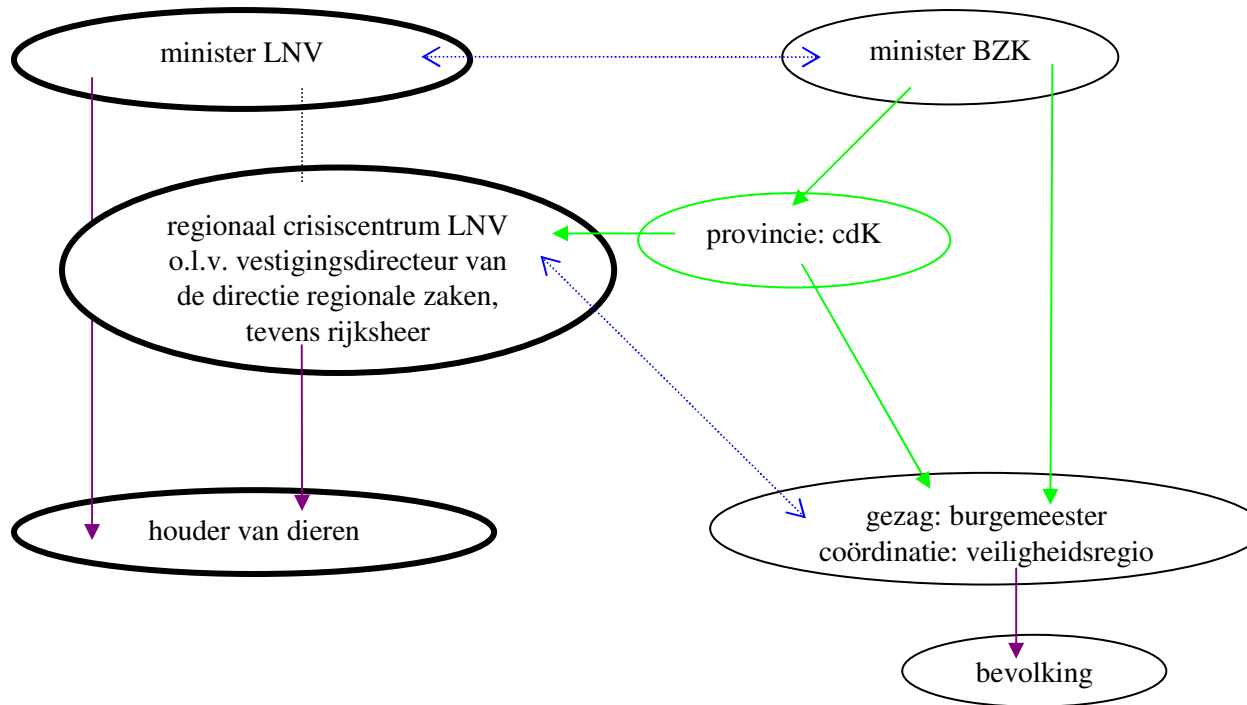 minister LNV
minister BZK
regionaal crisiscentrum LNV
o.l.v. vestigingsdirecteur van
de directie regionale zaken,
tevens rijksheer
provincie: cdK
houder van dieren
gezag: burgemeester
coördinatie: veiligheidsregio
bevolking